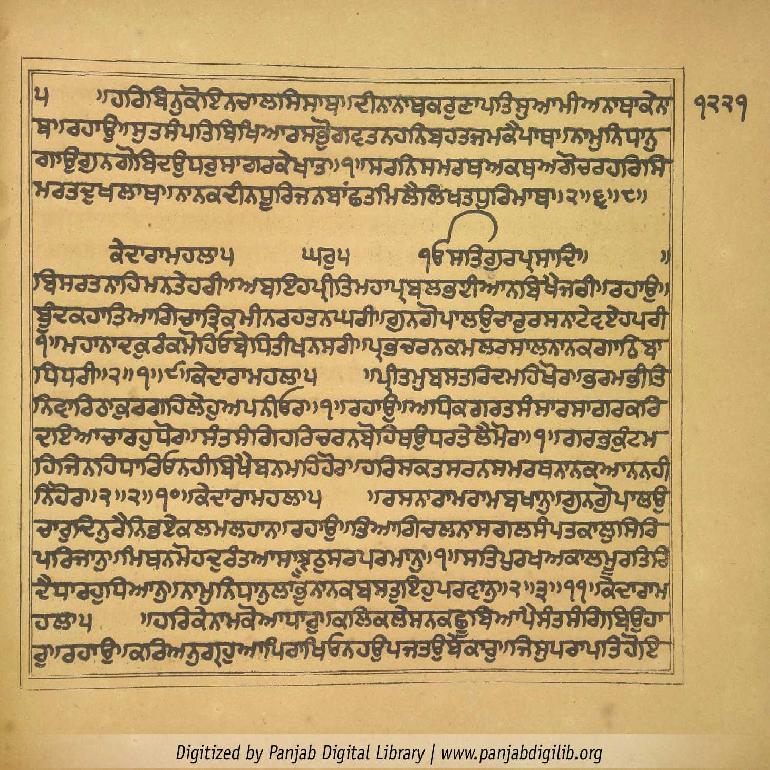 ੫ ॥ਹਰਿਬਿਨੁਕੋਇਨਚਾਲਸਿਸਾਥਾ॥ਦੀਨਾਨਾਥਕਰੁਣਾਪਤਿਸੁਆਮੀਅਨਾਥਾਕੇਨਾ
ਥਾ॥ਰਹਾਉ॥ਸੁਤਸੰਪਤਿਬਿਖਿਆਰਸਭੋੁਗਵਤਨਹਨਿਬਹਤਜਮਕੈਪਾਥਾ॥ਨਾਮੁਨਿਧਾਨੁ
ਗਾਉਗੁਨਗੋਬਿੰਦਉਧਰੁਸਾਗਰਕੇਖਾਤਾ॥੧॥ਸਰਨਿਸਮਰਥਅਕਥਅਗੋਚਰਹਰਿਸਿ
ਮਰਤਦੁਖਲਾਥਾ॥ਨਾਨਕਦੀਨਧੂਰਿਜਨਬਾਂਛਤਮਿਲੈਲਿਖਤਧੁਰਿਮਾਥਾ॥੨॥੬॥੮॥
ਕੇਦਾਰਾਮਹਲਾ੫ ਘਰੁ੫ ੴਸਤਿਗੁਰਪ੍ਰਸਾਦਿ॥ ॥
ਬਿਸਰਤਨਾਹਿਮਨਤੇਹਰੀ॥ਅਬਇਹਪ੍ਰੀਤਿਮਹਾਪ੍ਰਬਲਭਈਆਨਬਿਖੈਜਰੀ॥ਰਹਾਉ॥
ਬੂੰਦਕਹਾਤਿਆਗਿਚਾਤ੍ਰਿਕਮੀਨਰਹਤਨਘਰੀ॥ਗੁਨਗੋਪਾਲਉਚਾਰੁਰਸਨਟੇਵਏਹਪਰੀ
੧॥ਮਹਾਨਾਦਕੁਰੰਕਮੋਹਿਓਬੇਧਿਤੀਖਨਸਰੀ॥ਪ੍ਰਭਚਰਨਕਮਲਰਸਾਲਨਾਨਕਗਾਠਿਬਾ
ਧਿਧਰੀ॥੨॥੧॥੯॥ਕੇਦਾਰਾਮਹਲਾ੫ ॥ਪ੍ਰੀਤਮਬਸਤਰਿਦਮਹਿਖੋਰ॥ਭਰਮਭੀਤਿ
ਨਿਵਾਰਿਠਾਕੁਰਗਹਿਲੇਹੁਅਪਨੀਓਰ॥੧॥ਰਹਾਉ॥ਅਧਿਕਗਰਤਸੰਸਾਰਸਾਗਰਕਰਿ
ਦਇਆਚਾਰਹੁਧੋਰ॥ਸੰਤਸੰਗਿਹਰਿਚਰਨਬੋਹਿਥਉਧਰਤੇਲੈਮੋਰ॥੧॥ਗਰਭਕੁੰਟਮ
ਹਿਜਿਨਹਿਧਾਰਿਓਨਹੀਬਿਖੈਬਨਮਹਿਹੋਰ॥ਹਰਿਸਕਤਸਰਨਸਮਰਥਨਾਨਕਆਨਨਹੀ
ਨਿਹੋਰ॥੨॥੨॥੧੦॥ਕੇਦਾਰਾਮਹਲਾ੫ ॥ਰਸਨਾਰਾਮਰਾਮਬਖਾਨੁ॥ਗੁਨਗੋੁਪਾਲਉ
ਚਾਰੁਦਿਨੁਰੈਨਿਭਏਕਲਮਲਹਾਨ॥ਰਹਾਉ॥ਤਿਆਗਿਚਲਨਾਸਗਲਸੰਪਤਕਾਲੁਸਿਰਿ
ਪਰਿਜਾਨੁ॥ਮਿਥਨਮੋਹਦੁਰੰਤਆਸਾਝੂਠੁਸਰਪਰਮਾਨੁ॥੧॥ਸਤਿਪੁਰਖਅਕਾਲਮੂਰਤਿਰਿ
ਦੈਧਾਰਹੁਧਿਆਨੁ॥ਨਾਮੁਨਿਧਾਨੁਲਾਭੁਨਾਨਕਬਸਤੁਇਹੁਪਰਵਾਨੁ॥੨॥੩॥੧੧॥ਕੇਦਾਰਾਮ
ਹਲਾ੫ ॥ਹਰਿਕੇਨਾਮਕੋਆਧਾਰੁ॥ਕਲਿਕਲੇਸਨਕਛੁਬਿਆਪੈਸੰਤਸੰਗਿਬਿਉਹਾ
ਰੁ॥ਰਹਾਉ॥ਕਰਿਅਨੁਗ੍ਰਹੁਆਪਿਰਾਖਿਓਨਹਉਪਜਤਉਬੇਕਾਰੁ॥ਜਿਸੁਪਰਾਪਤਿਹੋਇ
੧੨੨੧
Digitized by Panjab Digital Library | www.panjabdigilib.org